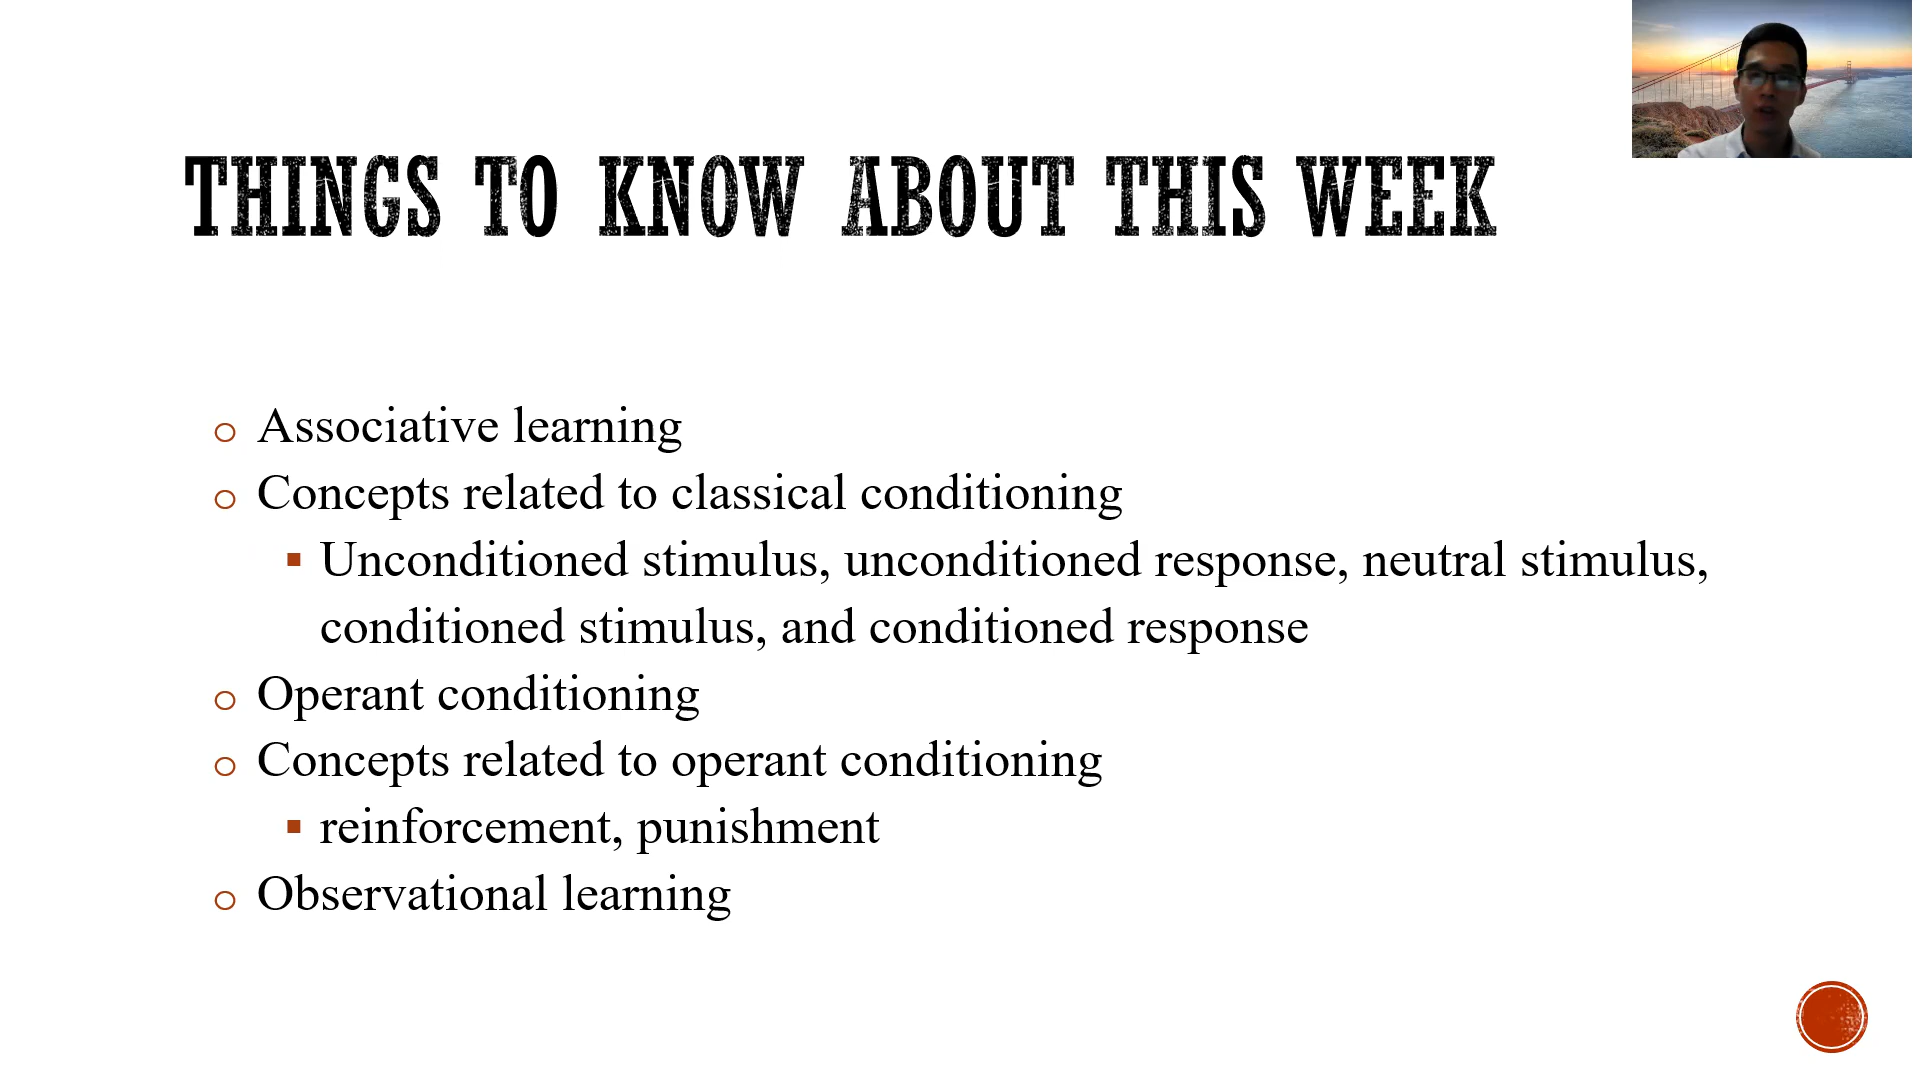 THINGS TO KNOW ABOUT THIS WEEK
Associative learning
Concepts related to classical conditioning
Unconditioned stimulus, unconditioned response, neutral stimulus,
conditioned stimulus, and conditioned response
Operant conditioning
Concepts related to operant conditioning
reinforcement, punishment
Observational learning